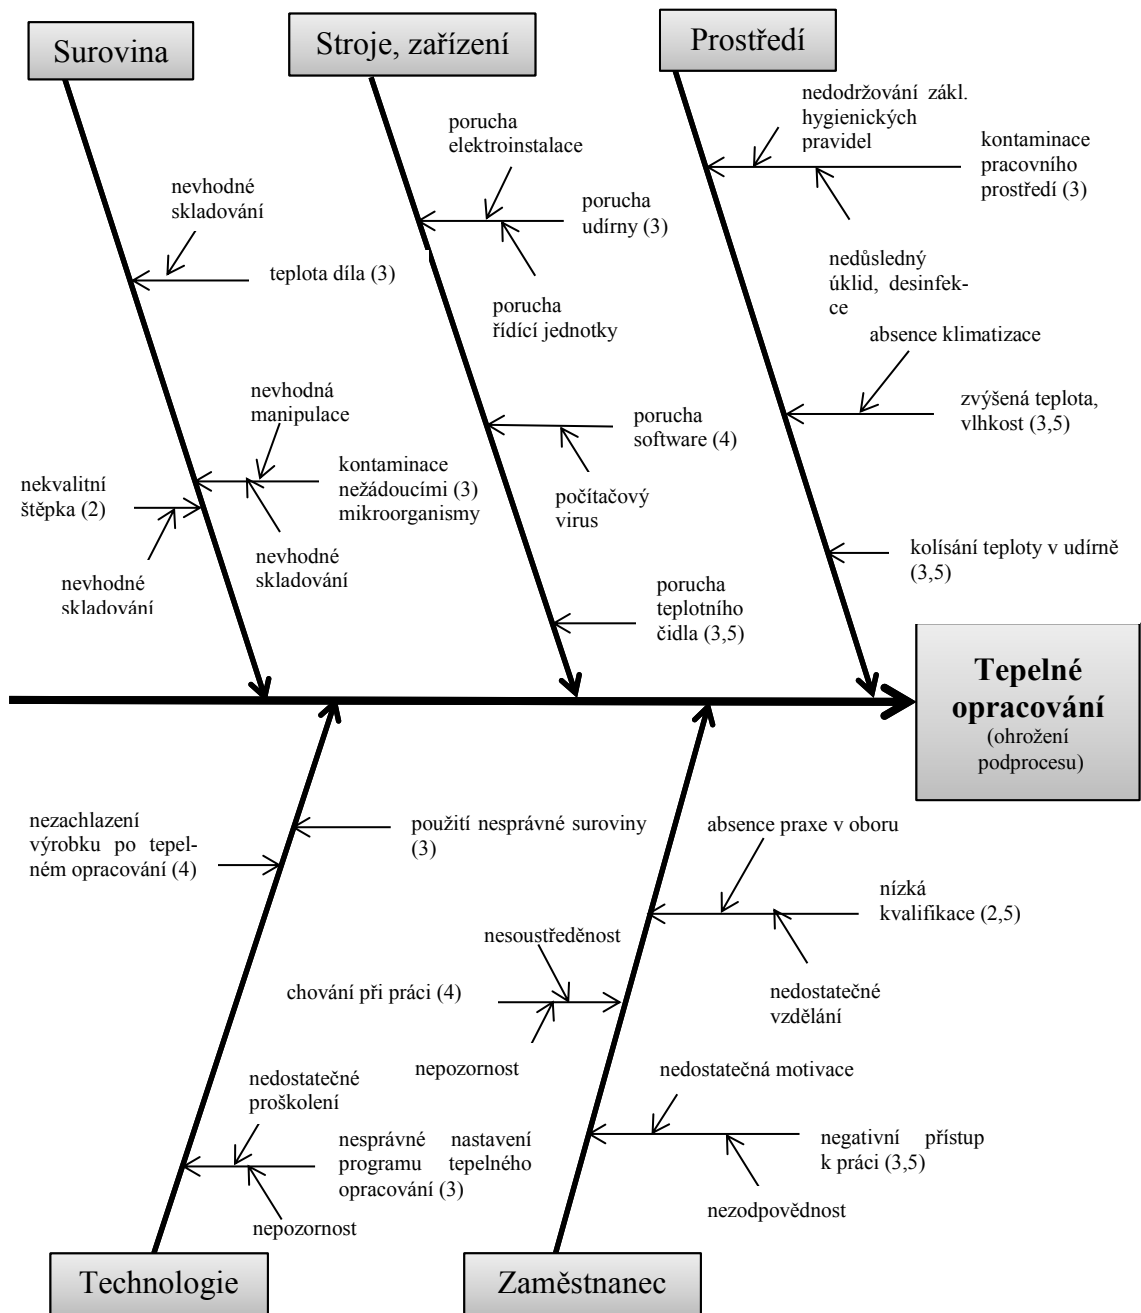 Surovina
Stroje, zařízení
Prostředí
nevhodné
skladování
teplota díla (3)
nevhodná
manipulace
kontaminace
nežádoucími (3)
mikroorganismy
nekvalitní
štěpka (2)
nevhodné
skladování
nevhodné
skladování
porucha
elektroinstalace
porucha
udírny (3)
porucha
řídící jednotky
porucha
software (4)
počítačový
virus
porucha
teplotního
čidla (3,5)
nedodržování zákl.
hygienických
pravidel
kontaminace
pracovního
prostředí (3)
nedůsledný
úklid, desinfek-
ce
absence klimatizace
zvýšená teplota,
vlhkost (3,5)
kolísání teploty v udírně
(3,5)
Tepelné
opracování
(ohrožení
podprocesu)
nezachlazení
výrobku po tepel-
ném opracování (4)
použití nesprávné suroviny
(3)
nedostatečné
proškolení
nesprávné nastavení
programu tepelného
opracování (3)
nepozornost
absence praxe v oboru
nízká
kvalifikace (2,5)
nedostatečné
vzdělání
nesoustředěnost
chování při práci (4)
nepozornost
nedostatečná motivace
negativní přístup
k práci (3,5)
nezodpovědnost
Technologie
Zaměstnanec